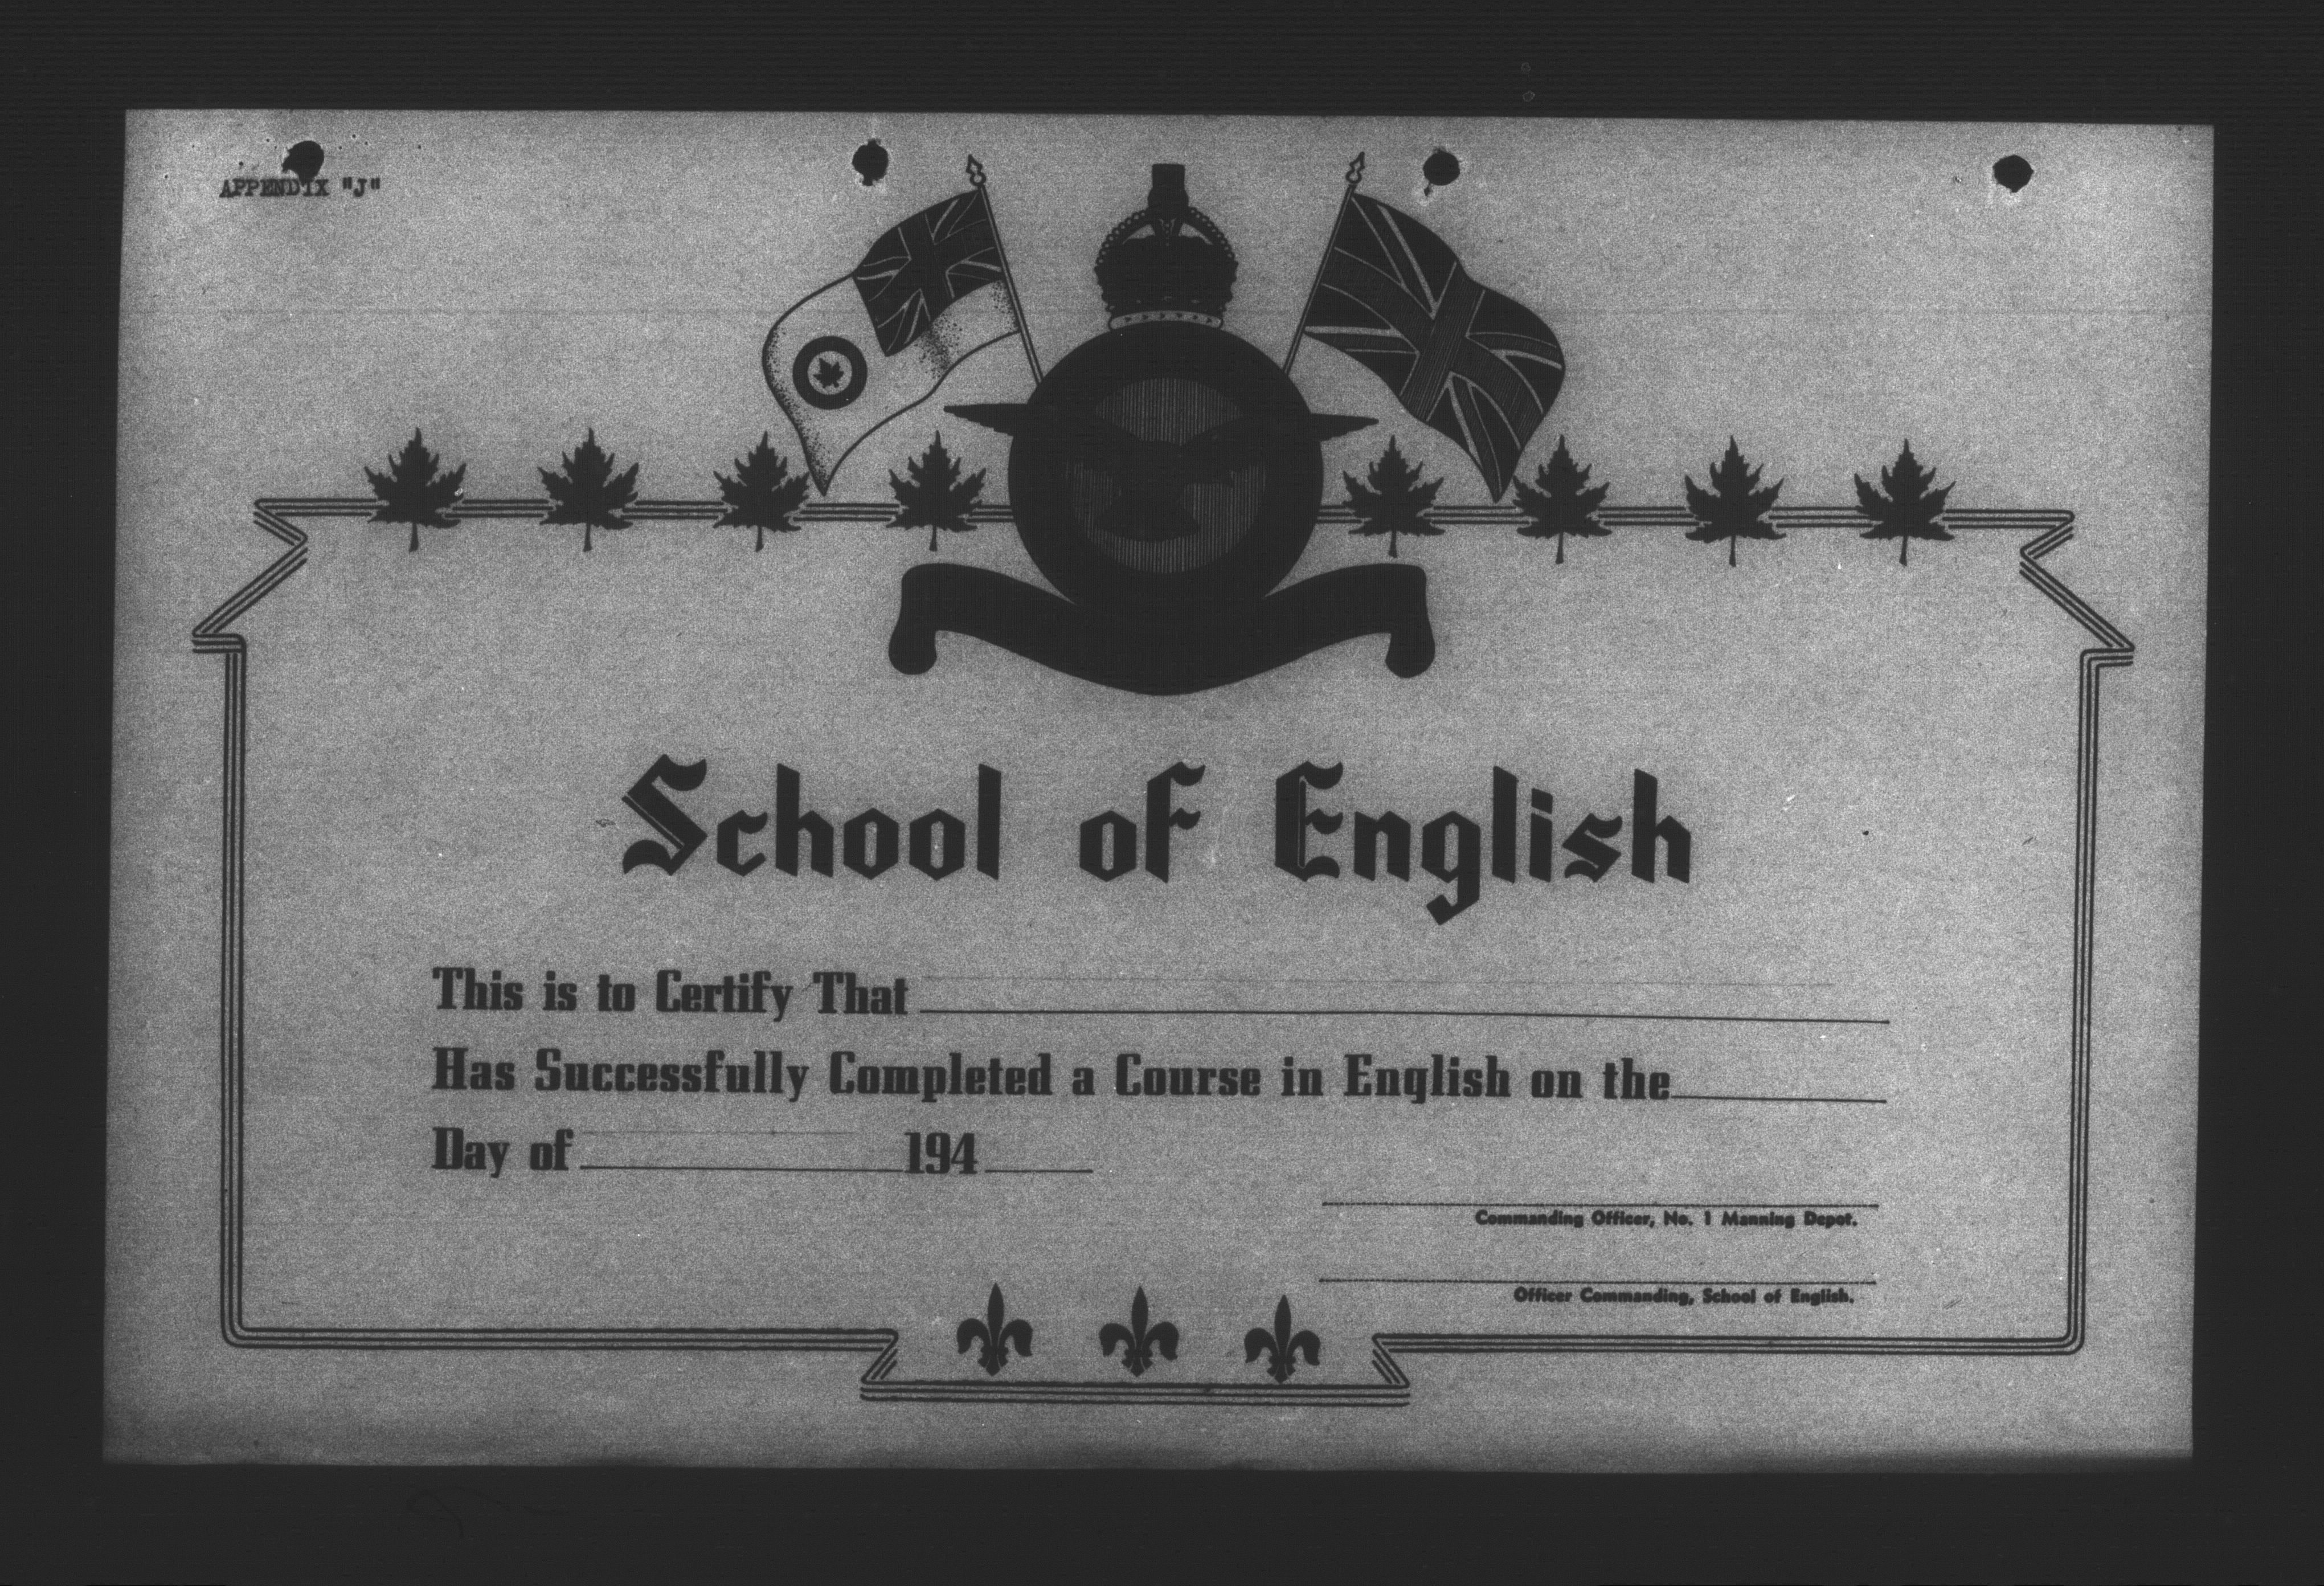 APPENDIX "J"
School of English
This is to Certify That
Has Successfully Completed a Course in English on the
Day of 194
Commanding Officer, No. 1 Manning Depot.
Officer Commanding, School of English.